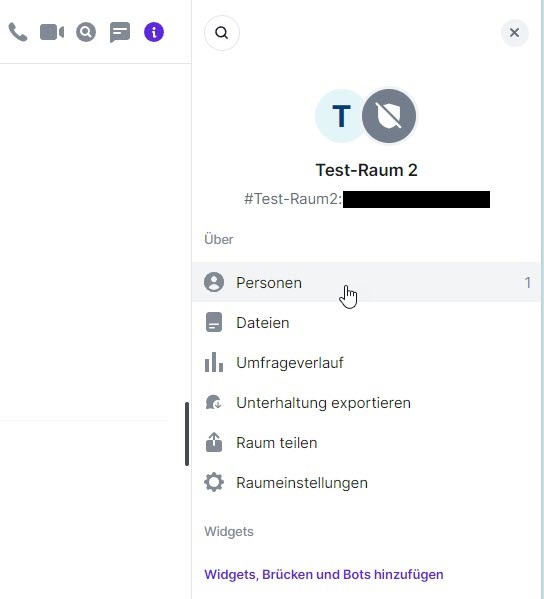 T
Test-Raum 2
#Test-Raum2:
Über
Personen 1
Dateien
Umfrageverlauf
Unterhaltung exportieren
Raum teilen
Raumeinstellungen
Widgets
Widgets, Brücken und Bots hinzufügen